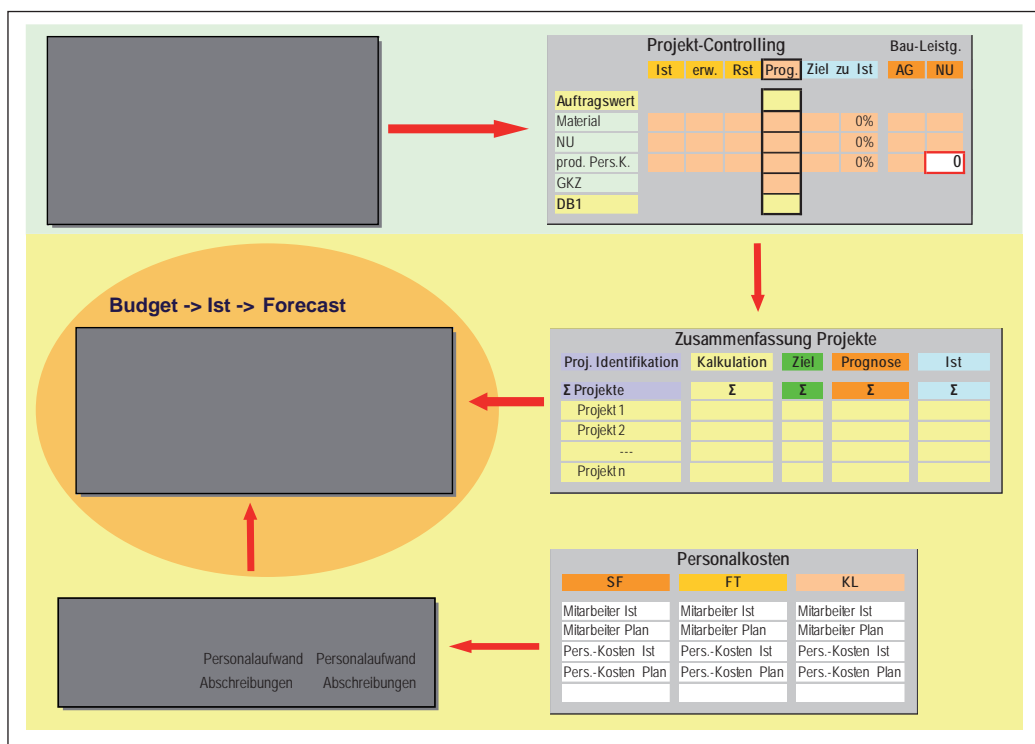 Projekt-Controlling Bau-Leistg.
Ist erw. Rst Prog. Ziel zu Ist AG NU
Auftragswert
Material 0%
NU 0%
prod. Pers.K. 0% 0
GKZ
DB1
Budget -> Ist -> Forecast
Zusammenfassung Projekte
Proj. Identifikation Kalkulation Ziel Prognose Ist
Σ Projekte Σ Σ Σ Σ
Projekt 1
Projekt 2
---
Projekt n
Personalkosten
SF FT KL
Mitarbeiter Ist Mitarbeiter Ist Mitarbeiter Ist
Mitarbeiter Plan Mitarbeiter Plan Mitarbeiter Plan
Pers.-Kosten Ist Pers.-Kosten Ist Pers.-Kosten Ist
Pers.-Kosten Plan Pers.-Kosten Plan Pers.-Kosten Plan
Personalaufwand Personalaufwand
Abschreibungen Abschreibungen